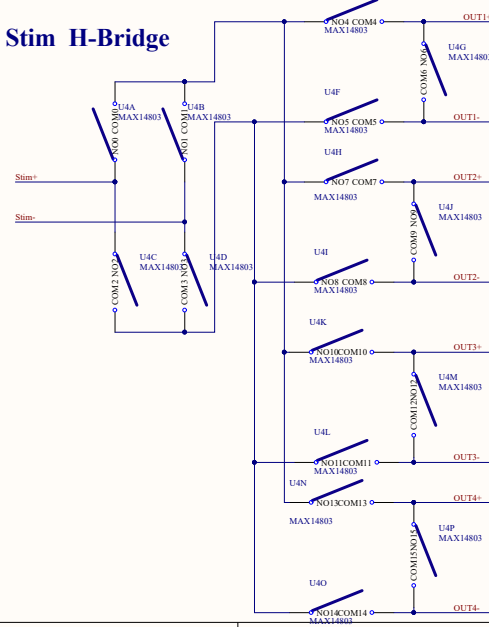 Stim H-Bridge
NO4 COM4
MAX14803
OUT1+
COM6 NO6
U4G
MAX14803
U4A
MAX14803
NO0 COM0
U4B
MAX14803
NO1 COM1
U4F
NO5 COM5
MAX14803
OUT1-
U4H
NO7 COM7
MAX14803
OUT2+
Stim+
COM9 NO9
U4J
MAX14803
Stim-
U4C
MAX14803
COM2 NO2
U4D
MAX14803
COM3 NO3
U4I
NO8 COM8
MAX14803
OUT2-
U4K
NO10COM10
MAX14803
OUT3+
COM12NO12
U4M
MAX14803
U4L
NO11COM11
MAX14803
OUT3-
U4N
NO13COM13
MAX14803
OUT4+
COM15NO15
U4P
MAX14803
U4O
NO14COM14
MAX14803
OUT4-